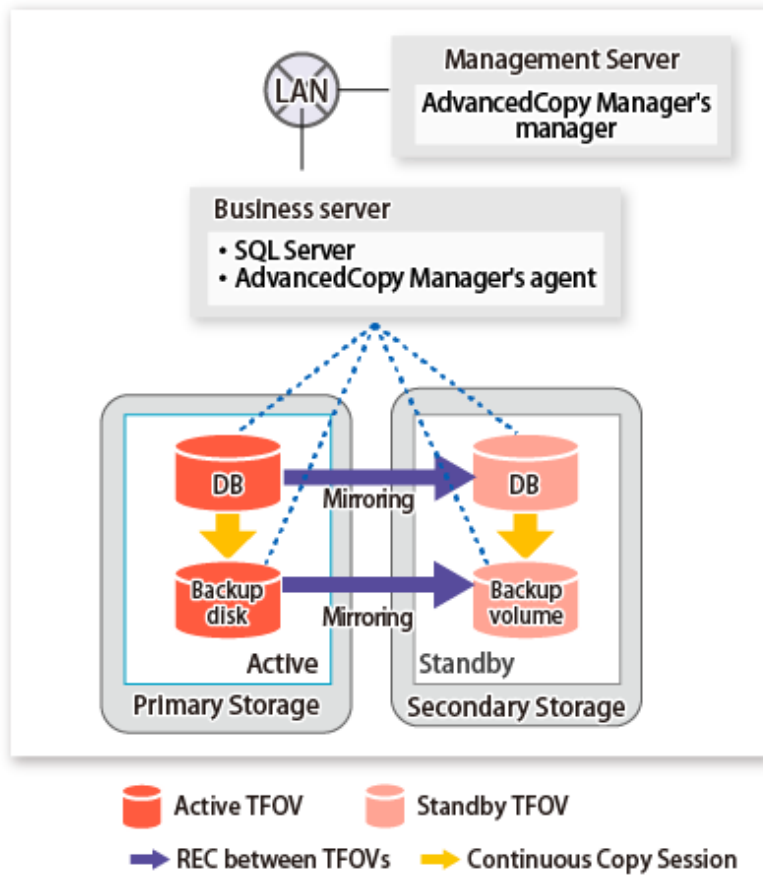 LAN
Management Server
AdvancedCopy Manager's
manager
Business server
• SQL Server
• AdvancedCopy Manager's agent
DB
Mirroring
DB
Backup
disk
Mirroring
Backup
volume
Active
Standby
Primary Storage
Secondary Storage
Active TFOV
Standby TFOV
REC between TFOVs
Continuous Copy Session